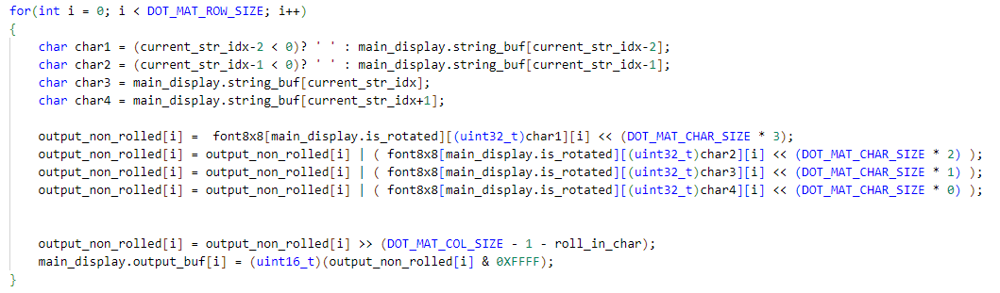 for(int i = 0; i < DOT_MAT_ROW_SIZE; i++)
{
    char char1 = (current_str_idx-2 < 0)? ' ' : main_display.string_buf[current_str_idx-2];
    char char2 = (current_str_idx-1 < 0)? ' ' : main_display.string_buf[current_str_idx-1];
    char char3 = main_display.string_buf[current_str_idx];
    char char4 = main_display.string_buf[current_str_idx+1];

    output_non_rolled[i] =  font8x8[main_display.is_rotated][(uint32_t)char1][i] << (DOT_MAT_CHAR_SIZE * 3);
    output_non_rolled[i] = output_non_rolled[i] | ( font8x8[main_display.is_rotated][(uint32_t)char2][i] << (DOT_MAT_CHAR_SIZE * 2) );
    output_non_rolled[i] = output_non_rolled[i] | ( font8x8[main_display.is_rotated][(uint32_t)char3][i] << (DOT_MAT_CHAR_SIZE * 1) );
    output_non_rolled[i] = output_non_rolled[i] | ( font8x8[main_display.is_rotated][(uint32_t)char4][i] << (DOT_MAT_CHAR_SIZE * 0) );


    output_non_rolled[i] = output_non_rolled[i] >> (DOT_MAT_COL_SIZE - 1 - roll_in_char);
    main_display.output_buf[i] = (uint16_t)(output_non_rolled[i] & 0XFFFF);
}